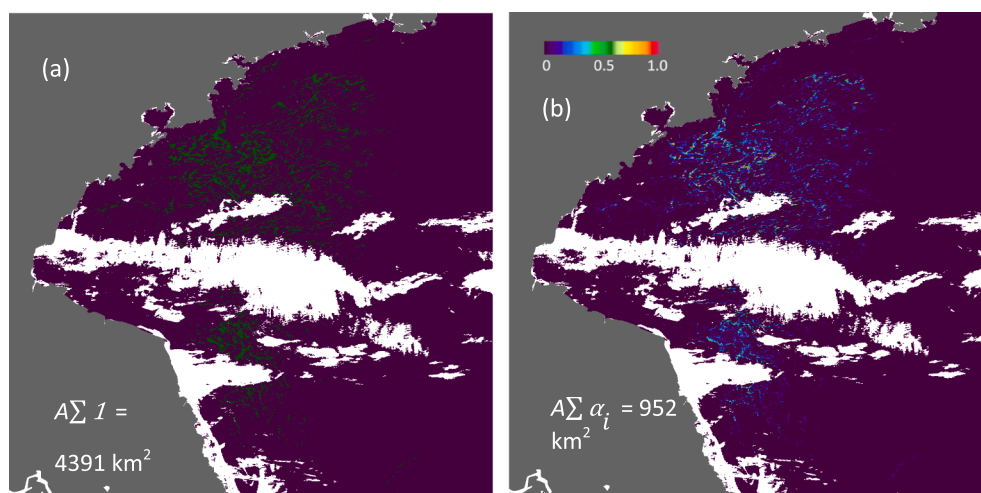 (a)
A∑ 1 =
4391 km²
0 0.5 1.0
(b)
A∑ αᵢ = 952
km²